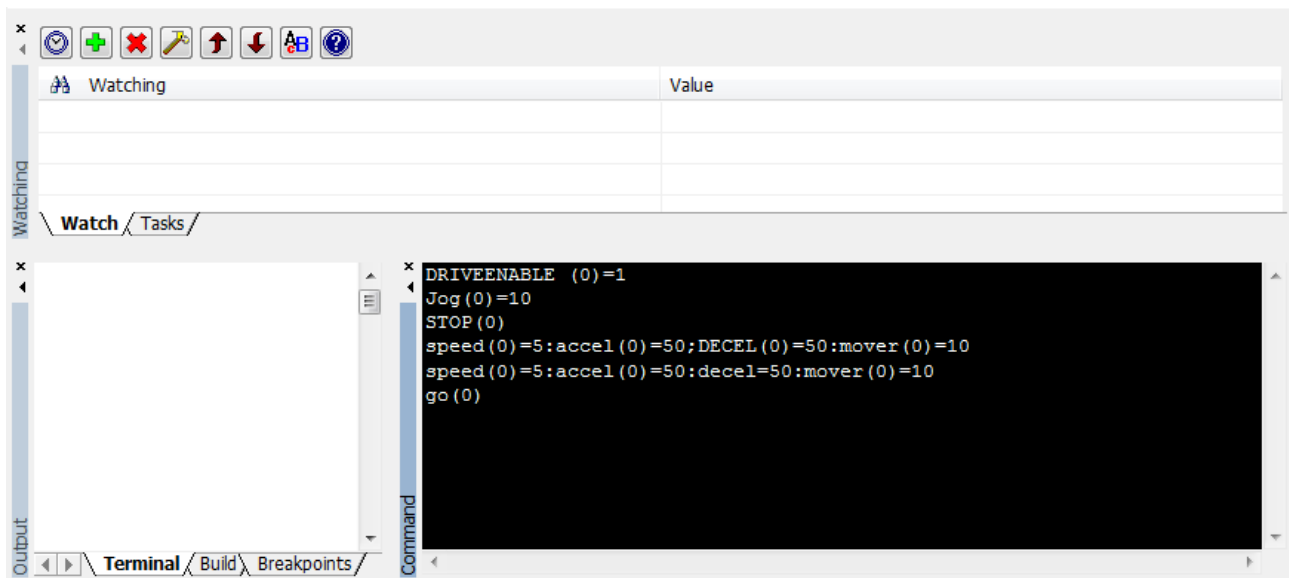 Watching Value
Watching
Watch Tasks
DRIVEENABLE (0)=1
Jog(0)=10
STOP(0)
speed(0)=5:accel(0)=50;DECEL(0)=50:mover(0)=10
speed(0)=5:accel(0)=50:decel=50:mover(0)=10
go(0)
Output
Terminal Build Breakpoints
Command